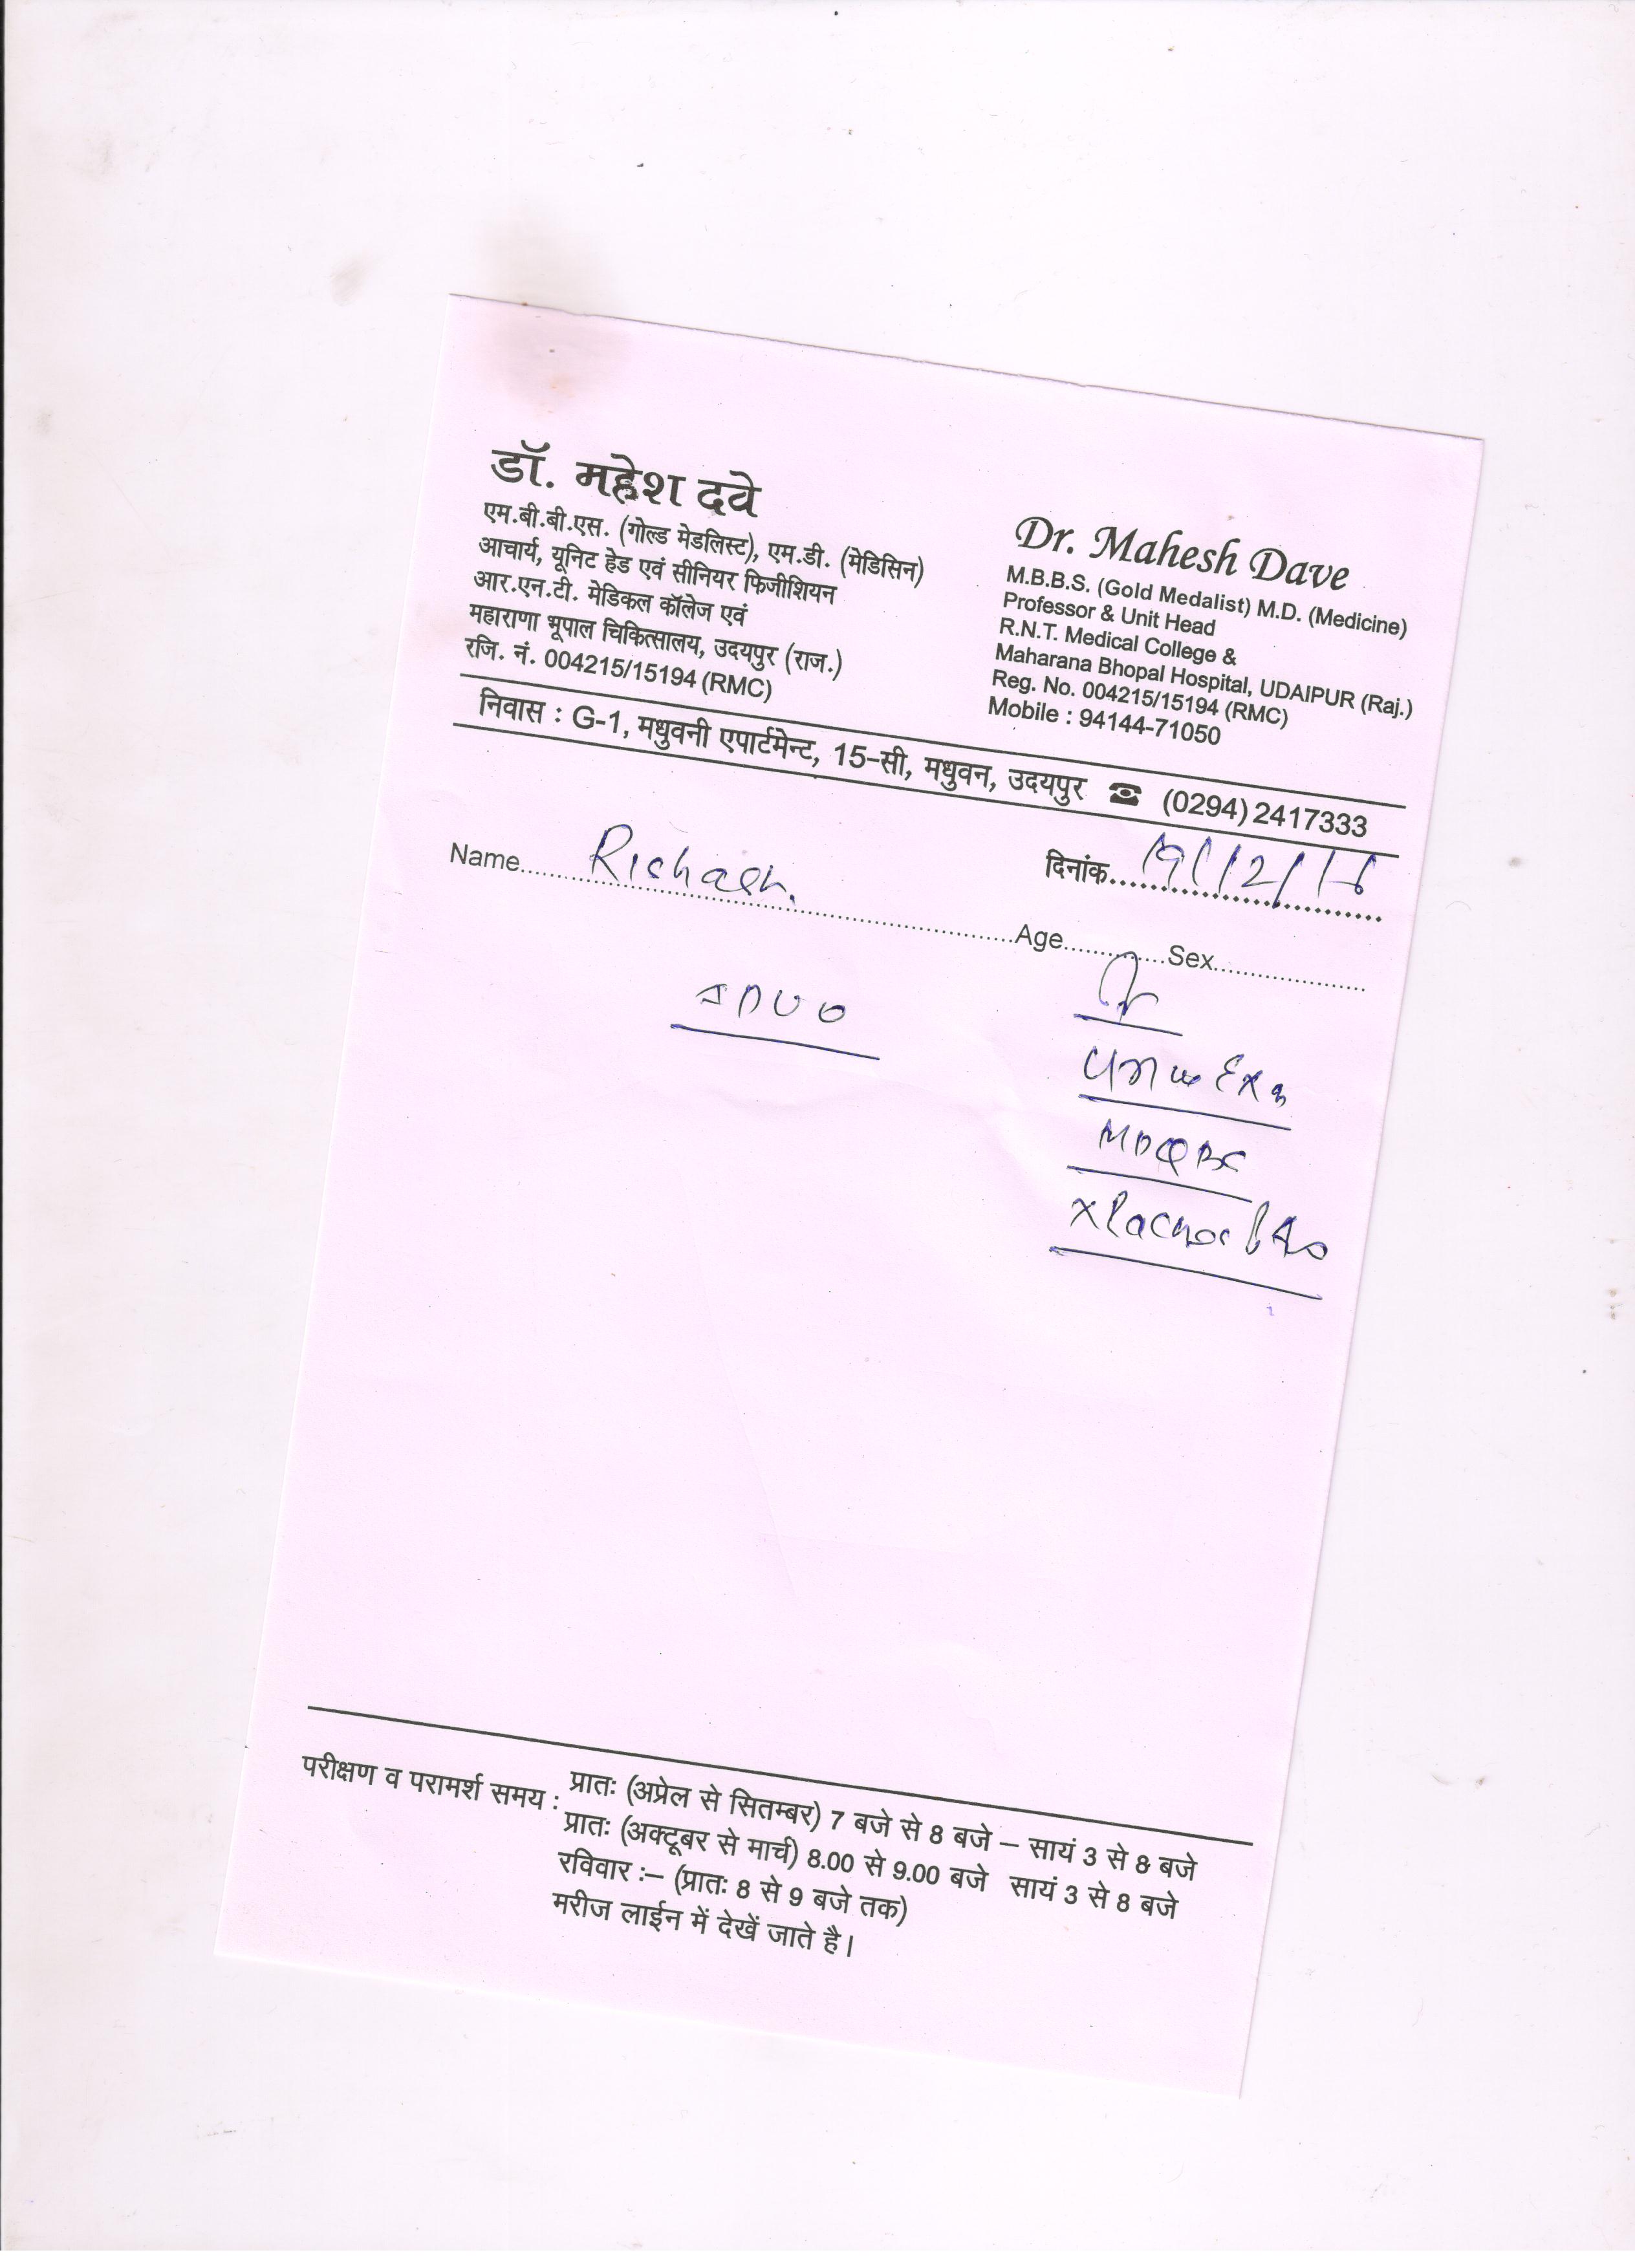 डॉ. महेश दवे
एम.बी.बी.एस. (गोल्ड मेडलिस्ट), एम.डी. (मेडिसिन)
आचार्य, यूनिट हेड एवं सीनियर फिजीशियन
आर.एन.टी. मेडिकल कॉलेज एवं
महाराणा भूपाल चिकित्सालय, उदयपुर (राज.)
रजि. नं. 004215/15194 (RMC)
Dr. Mahesh Dave
M.B.B.S. (Gold Medalist) M.D. (Medicine)
Professor & Unit Head
R.N.T. Medical College &
Maharana Bhopal Hospital, UDAIPUR (Raj.)
Reg. No. 004215/15194 (RMC)
Mobile : 94144-71050
निवास : G-1, मधुवनी एपार्टमेन्ट, 15-सी, मधुवन, उदयपुर ☎ (0294) 2417333
दिनांक 19/12/16
Name Age Sex
परीक्षण व परामर्श समय : प्रातः (अप्रेल से सितम्बर) 7 बजे से 8 बजे – सायं 3 से 8 बजे
प्रातः (अक्टूबर से मार्च) 8.00 से 9.00 बजे सायं 3 से 8 बजे
रविवार :– (प्रातः 8 से 9 बजे तक)
मरीज लाईन में देखें जाते है।